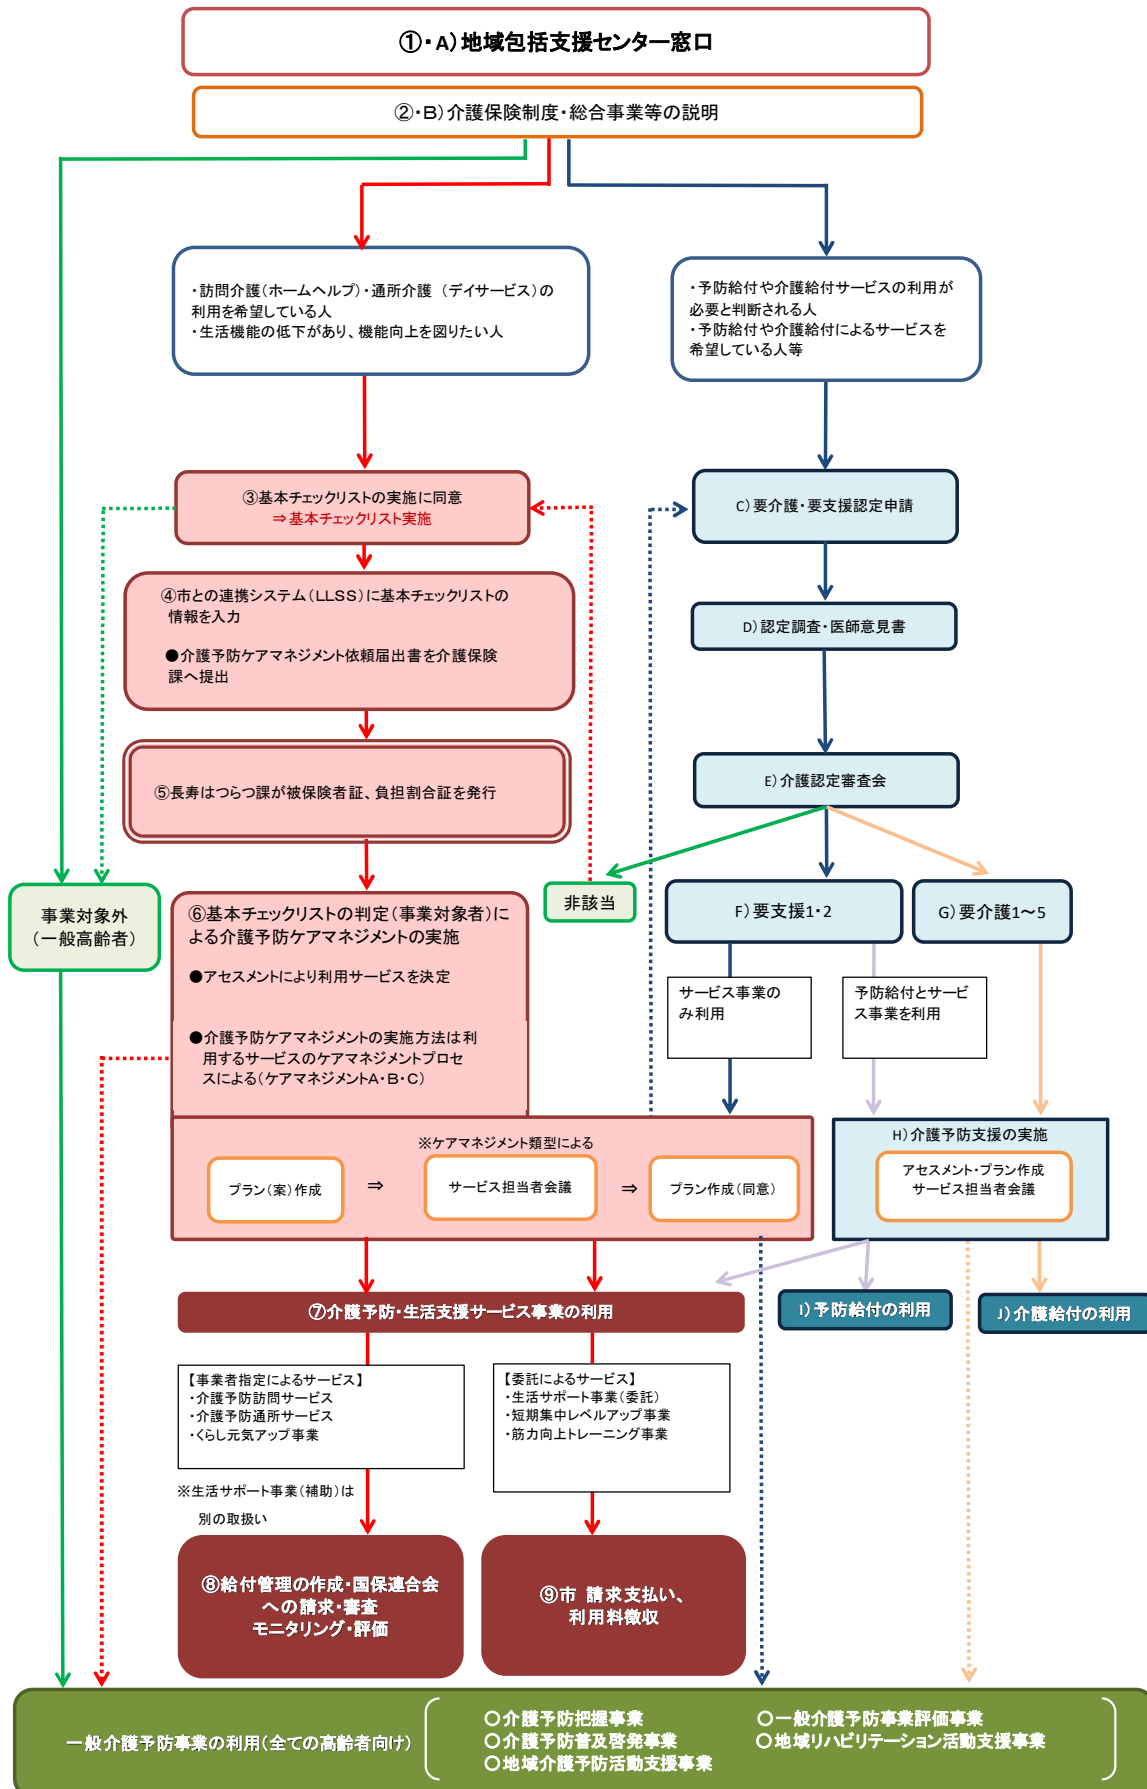 ①・A）地域包括支援センター窓口
②・B）介護保険制度・総合事業等の説明
・訪問介護（ホームヘルプ）・通所介護 （デイサービス）の
利用を希望している人
・生活機能の低下があり、機能向上を図りたい人
・予防給付や介護給付サービスの利用が
必要と判断される人
・予防給付や介護給付によるサービスを
希望している人等
③基本チェックリストの実施に同意
⇒基本チェックリスト実施
C）要介護・要支援認定申請
④市との連携システム（LLSS）に基本チェックリストの
情報を入力
●介護予防ケアマネジメント依頼届出書を介護保険
課へ提出
D）認定調査・医師意見書
⑤長寿はつらつ課が被保険者証、負担割合証を発行
E）介護認定審査会
事業対象外
（一般高齢者）
⑥基本チェックリストの判定（事業対象者）に
よる介護予防ケアマネジメントの実施
●アセスメントにより利用サービスを決定
●介護予防ケアマネジメントの実施方法は利
用するサービスのケアマネジメントプロセ
スによる（ケアマネジメントA・B・C）
非該当
F）要支援1・2
G）要介護1～5
サービス事業の
み利用
予防給付とサービ
ス事業を利用
※ケアマネジメント類型による
プラン（案）作成
⇒
サービス担当者会議
⇒
プラン作成（同意）
H）介護予防支援の実施
アセスメント・プラン作成
サービス担当者会議
⑦介護予防・生活支援サービス事業の利用
I）予防給付の利用
J）介護給付の利用
【事業者指定によるサービス】
・介護予防訪問サービス
・介護予防通所サービス
・くらし元気アップ事業
【委託によるサービス】
・生活サポート事業（委託）
・短期集中レベルアップ事業
・筋力向上トレーニング事業
※生活サポート事業（補助）は
別の取扱い
⑧給付管理の作成・国保連合会
への請求・審査
モニタリング・評価
⑨市 請求支払い、
利用料徴収
一般介護予防事業の利用（全ての高齢者向け）
○介護予防把握事業
○介護予防普及啓発事業
○地域介護予防活動支援事業
○一般介護予防事業評価事業
○地域リハビリテーション活動支援事業